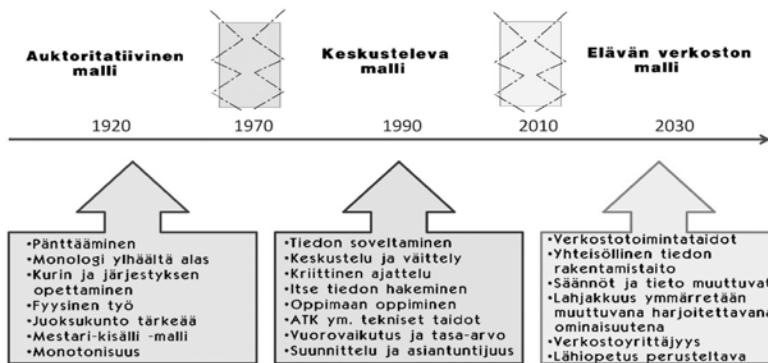 Auktoritatiivinen
malli
Keskusteleva
malli
Elävän verkoston
malli
1920
1970
1990
2010
2030
•Pänttääminen
•Monologi ylhäältä alas
•Kurin ja järjestyksen
opettaminen
•Fyysinen työ
•Juoksukunto tärkeää
•Mestari-kisälli -malli
•Monotonisuus
•Tiedon soveltaminen
•Keskustelu ja väittely
•Kriittinen ajattelu
•Itse tiedon hakeminen
•Oppimaan oppiminen
•ATK ym. tekniset taidot
•Vuorovaikutus ja tasa-arvo
•Suunnittelu ja asiantuntijuus
•Verkostotoimintataidot
•Yhteisöllinen tiedon
rakentamistaito
•Säännöt ja tieto muuttuvat
•Lahjakkuus ymmärretään
muuttuvana harjoitettavana
ominaisuutena
•Verkostoyrittäjyys
•Lähiopetus perusteltava